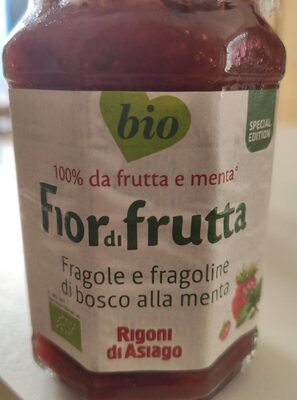 bio
SPECIAL
EDITION
100% da frutta e menta
Fior di frutta
Fragole e fragoline
di bosco alla menta
Rigoni
di Asiago